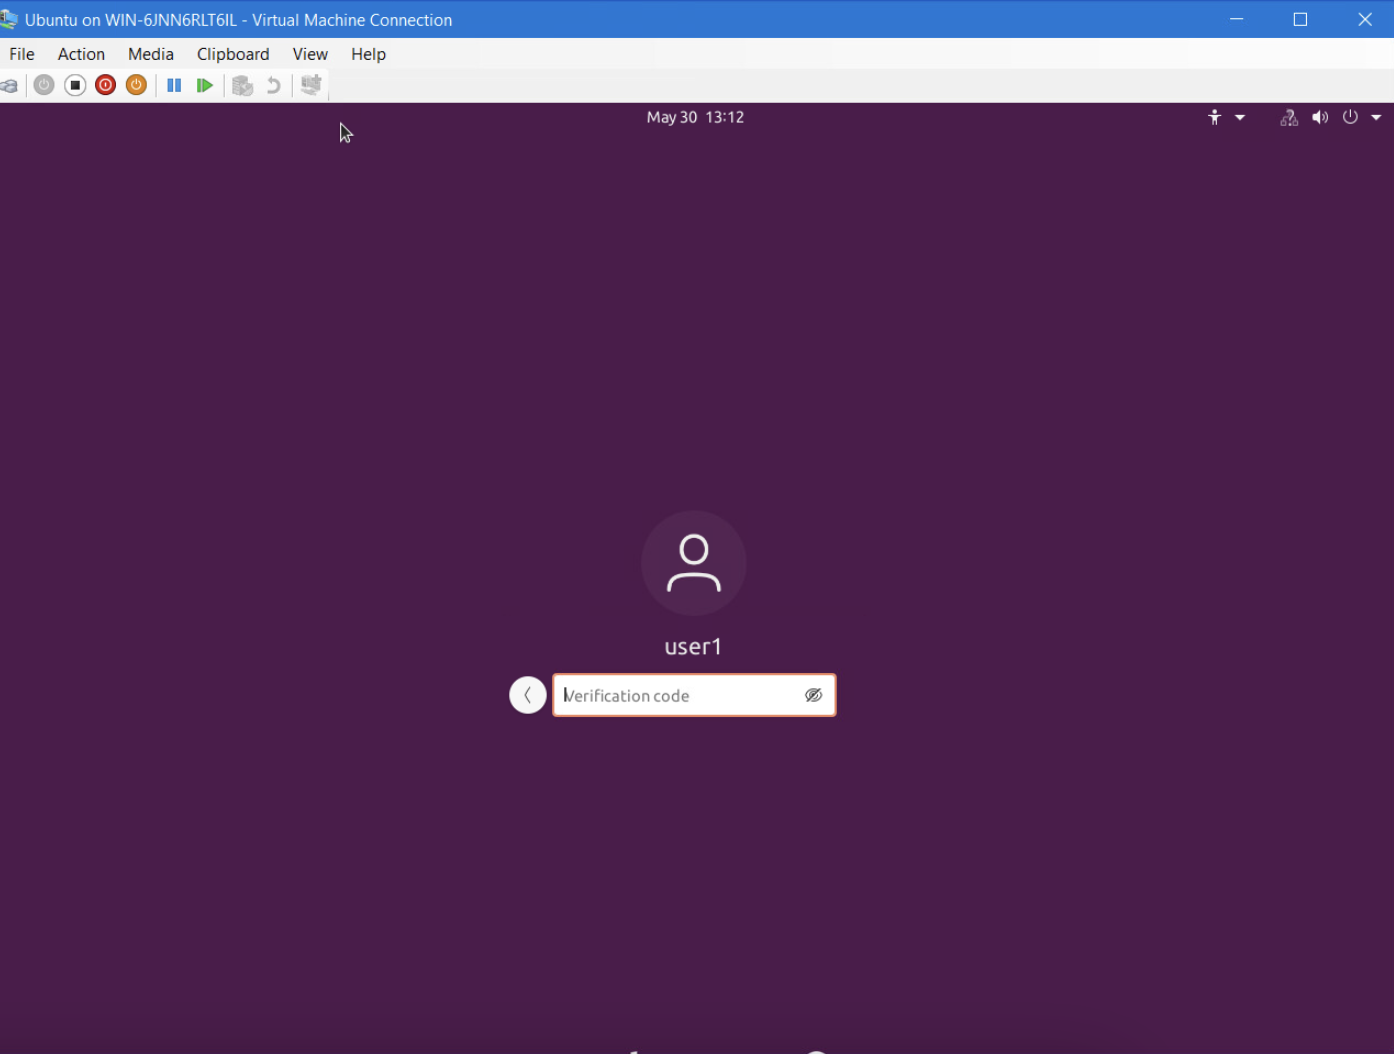 Ubuntu on WIN-6JNN6RLT6IL - Virtual Machine Connection
File Action Media Clipboard View Help
May 30 13:12
user1
Verification code